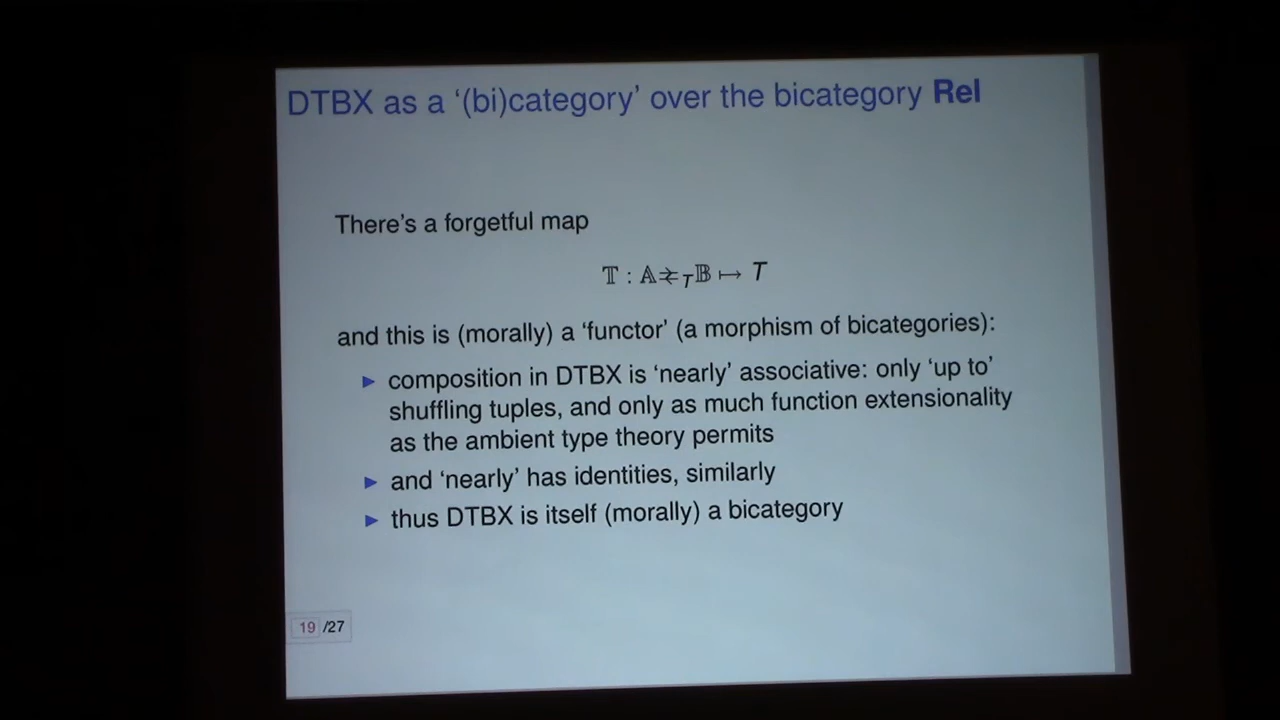 DTBX as a ‘(bi)category’ over the bicategory Rel
There’s a forgetful map
𝕋 : 𝔸⇄_T𝔹 ↦ T
and this is (morally) a ‘functor’ (a morphism of bicategories):
▶ composition in DTBX is ‘nearly’ associative: only ‘up to’
shuffling tuples, and only as much function extensionality
as the ambient type theory permits
▶ and ‘nearly’ has identities, similarly
▶ thus DTBX is itself (morally) a bicategory
19 /27